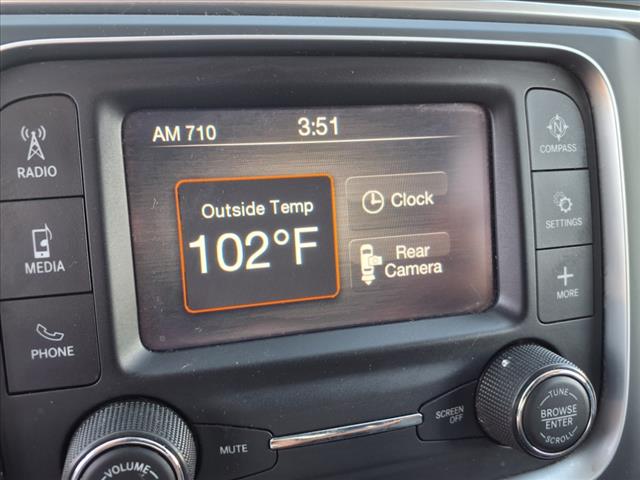 AM 710 3:51
Outside Temp
102°F
Clock
Rear
Camera
RADIO
MEDIA
PHONE
N
COMPASS
SETTINGS
+
MORE
VOLUME
MUTE
SCREEN
OFF
TUNE
BROWSE
ENTER
SCROLL